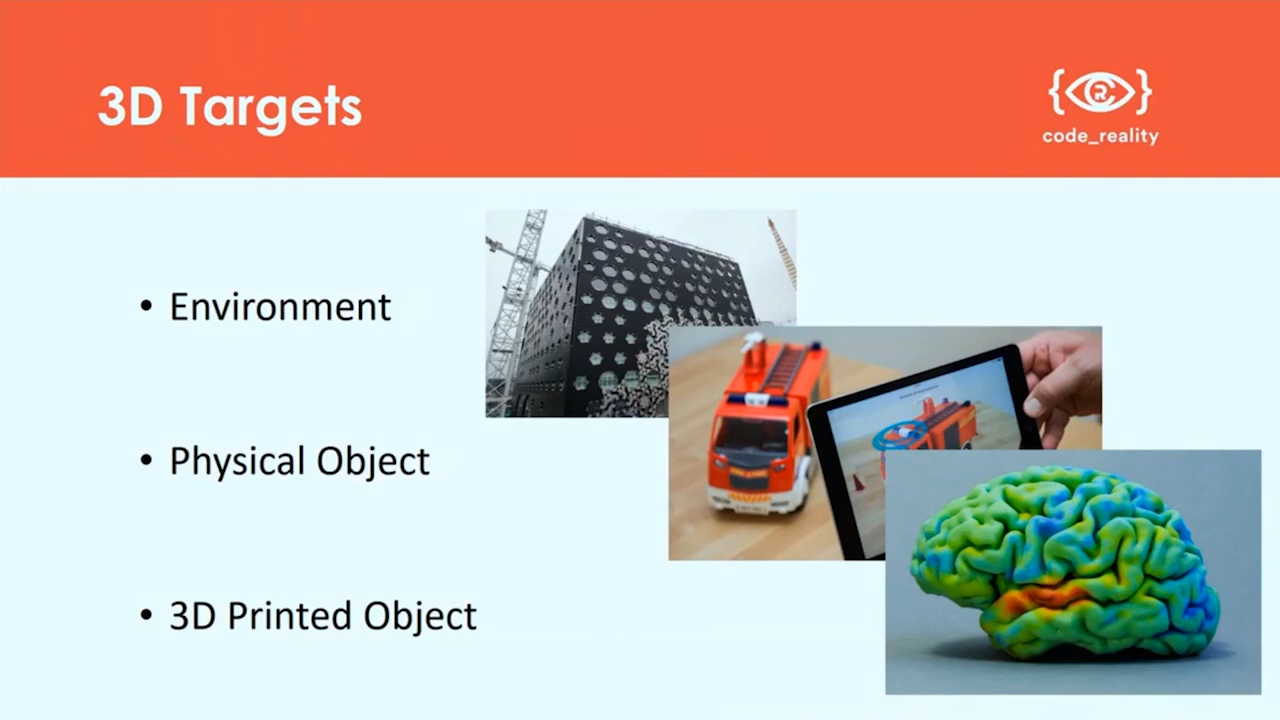 3D Targets
code_reality
• Environment
• Physical Object
• 3D Printed Object